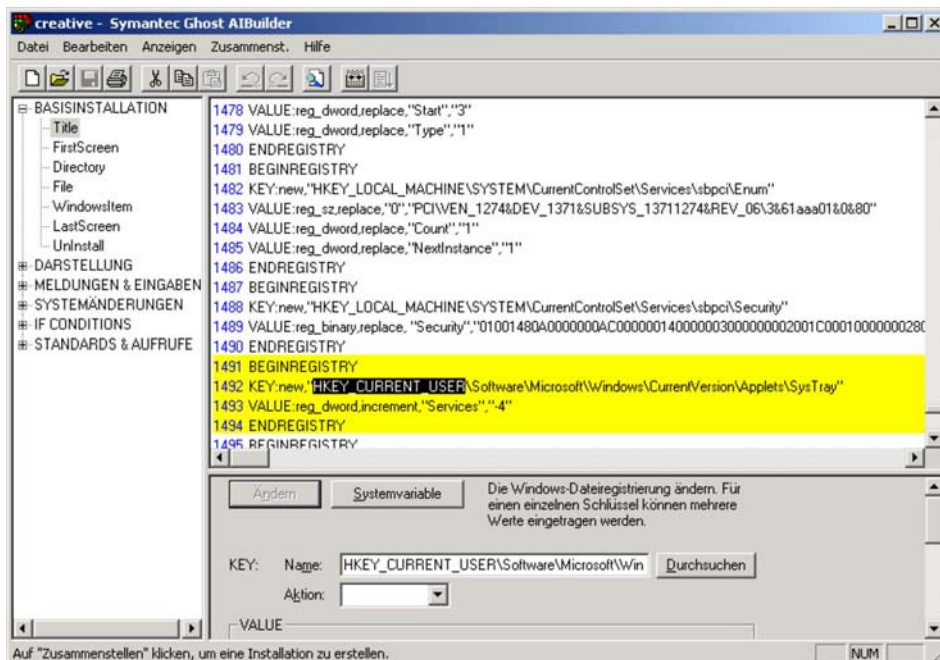 creative - Symantec Ghost AIBuilder
Datei Bearbeiten Anzeigen Zusammenst. Hilfe
BASISINSTALLATION
Title
FirstScreen
Directory
File
WindowsItem
LastScreen
UnInstall
DARSTELLUNG
MELDUNGEN & EINGABEN
SYSTEMÄNDERUNGEN
IF CONDITIONS
STANDARDS & AUFRUFE
1478 VALUE:reg_dword,replace,"Start","3"
1479 VALUE:reg_dword,replace,"Type","1"
1480 ENDREGISTRY
1481 BEGINREGISTRY
1482 KEY:new,"HKEY_LOCAL_MACHINE\SYSTEM\CurrentControlSet\Services\sbpci\Enum"
1483 VALUE:reg_sz,replace,"0","PCI\VEN_1274&DEV_1371&SUBSYS_13711274&REV_06\3&61aaa01&0&80"
1484 VALUE:reg_dword,replace,"Count","1"
1485 VALUE:reg_dword,replace,"NextInstance","1"
1486 ENDREGISTRY
1487 BEGINREGISTRY
1488 KEY:new,"HKEY_LOCAL_MACHINE\SYSTEM\CurrentControlSet\Services\sbpci\Security"
1489 VALUE:reg_binary,replace, "Security","01001480A0000000AC000000140000003000000002001C000100000000280
1490 ENDREGISTRY
1491 BEGINREGISTRY
1492 KEY:new,"HKEY_CURRENT_USER\Software\Microsoft\Windows\CurrentVersion\Applets\SysTray"
1493 VALUE:reg_dword,increment,"Services","-4"
1494 ENDREGISTRY
1495 BEGINREGISTRY
Ändern
Systemvariable
Die Windows-Dateiregistrierung ändern. Für
einen einzelnen Schlüssel können mehrere
Werte eingetragen werden.
KEY: Name: HKEY_CURRENT_USER\Software\Microsoft\Win Durchsuchen
Aktion:
VALUE
Auf "Zusammenstellen" klicken, um eine Installation zu erstellen.
NUM